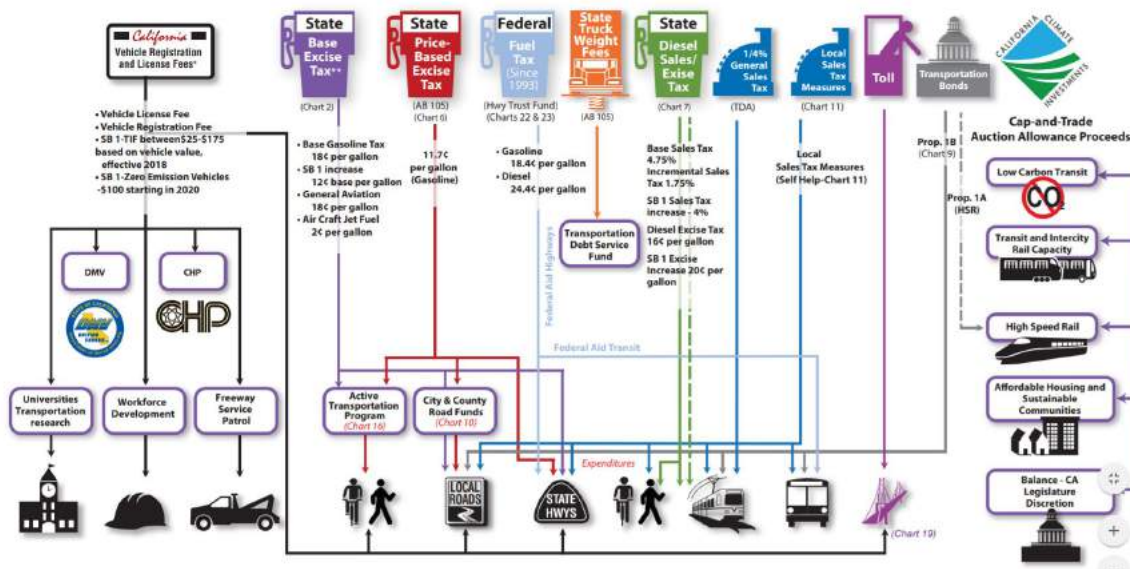 California
Vehicle Registration
and License Fees*
• Vehicle License Fee
• Vehicle Registration Fee
• SB 1-TIF between $25-$175
based on vehicle value,
effective 2018
• SB 1-Zero Emission Vehicles
-$100 starting in 2020
DMV
CHP
CHP
Universities
Transportation
research
Workforce
Development
Freeway
Service
Patrol
State
Base
Excise
Tax**
(Chart 2)
• Base Gasoline Tax
18¢ per gallon
• SB 1 increase
12¢ base per gallon
• General Aviation
18¢ per gallon
• Air Craft Jet Fuel
2¢ per gallon
State
Price-
Based
Excise
Tax
(AB 105)
(Chart 6)
11.7¢
per gallon
(Gasoline)
Federal
Fuel
Tax
(Since
1993)
(Hwy Trust Fund)
(Charts 22 & 23)
• Gasoline
18.4¢ per gallon
• Diesel
24.4¢ per gallon
State
Truck
Weight
Fees
(AB 105)
Transportation
Debt Service
Fund
State
Diesel
Sales/
Exise
Tax
(Chart 7)
Base Sales Tax
4.75%
Incremental Sales
Tax 1.75%
SB 1 Sales Tax
increase - 4%
Diesel Excise Tax
16¢ per gallon
SB 1 Excise
Increase 20¢ per
gallon
1/4%
General
Sales
Tax
(TDA)
Local
Sales
Tax
Measures
(Chart 11)
Local
Sales Tax Measures
(Self Help-Chart 11)
Toll
Transportation
Bonds
Prop. 1B
(Chart 9)
Prop. 1A
(HSR)
CALIFORNIA
CLIMATE
INVESTMENTS
Cap-and-Trade
Auction Allowance Proceeds
Low Carbon Transit
CO2
Transit and Intercity
Rail Capacity
High Speed Rail
Affordable Housing and
Sustainable
Communities
Balance - CA
Legislature
Discretion
Federal Aid Highways
Federal Aid Transit
Active
Transportation
Program
(Chart 16)
City & County
Road Funds
(Chart 10)
Expenditures
LOCAL
ROADS
STATE
HWYS
(Chart 19)